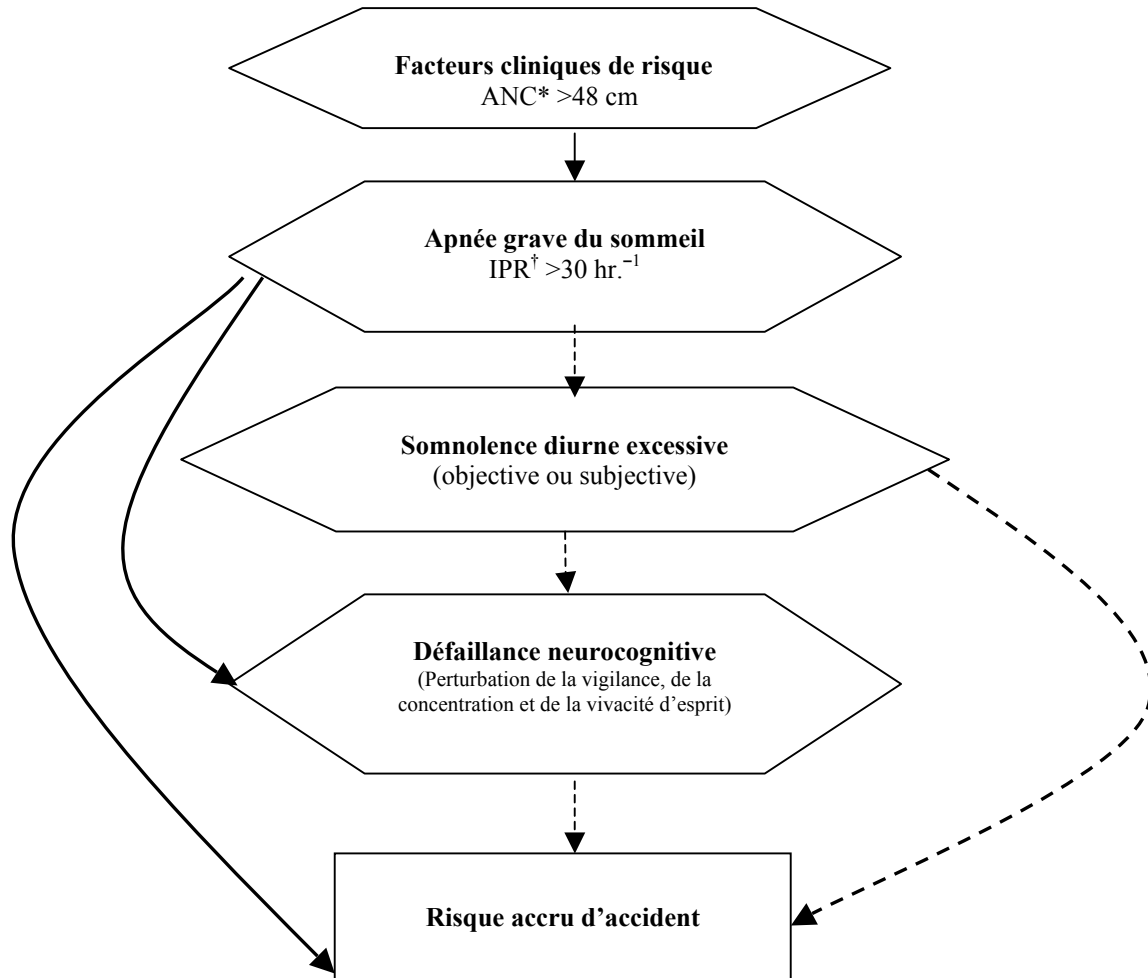 Facteurs cliniques de risque
ANC* >48 cm
Apnée grave du sommeil
IPR† >30 hr.⁻¹
Somnolence diurne excessive
(objective ou subjective)
Défaillance neurocognitive
(Perturbation de la vigilance, de la
concentration et de la vivacité d’esprit)
Risque accru d’accident